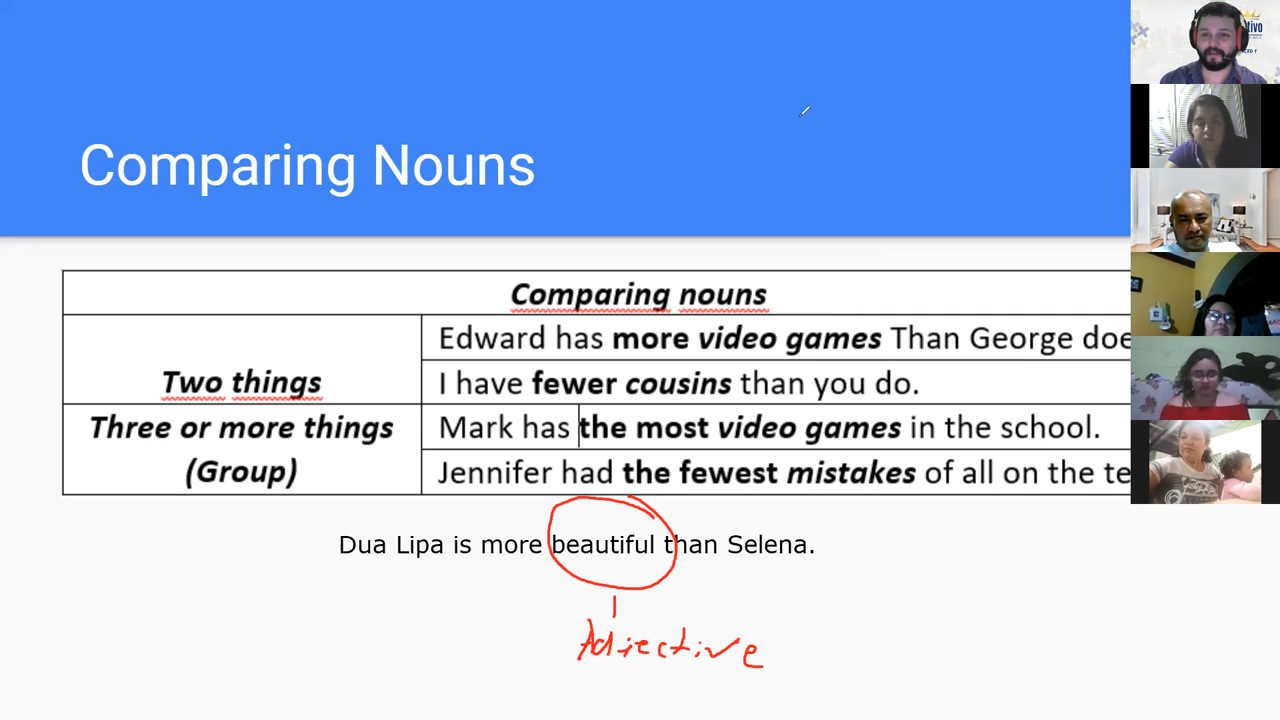 Comparing Nouns
Comparing nouns
Two things
Edward has more video games Than George doe
I have fewer cousins than you do.
Three or more things
(Group)
Mark has the most video games in the school.
Jennifer had the fewest mistakes of all on the te
Dua Lipa is more beautiful than Selena.
Adjective